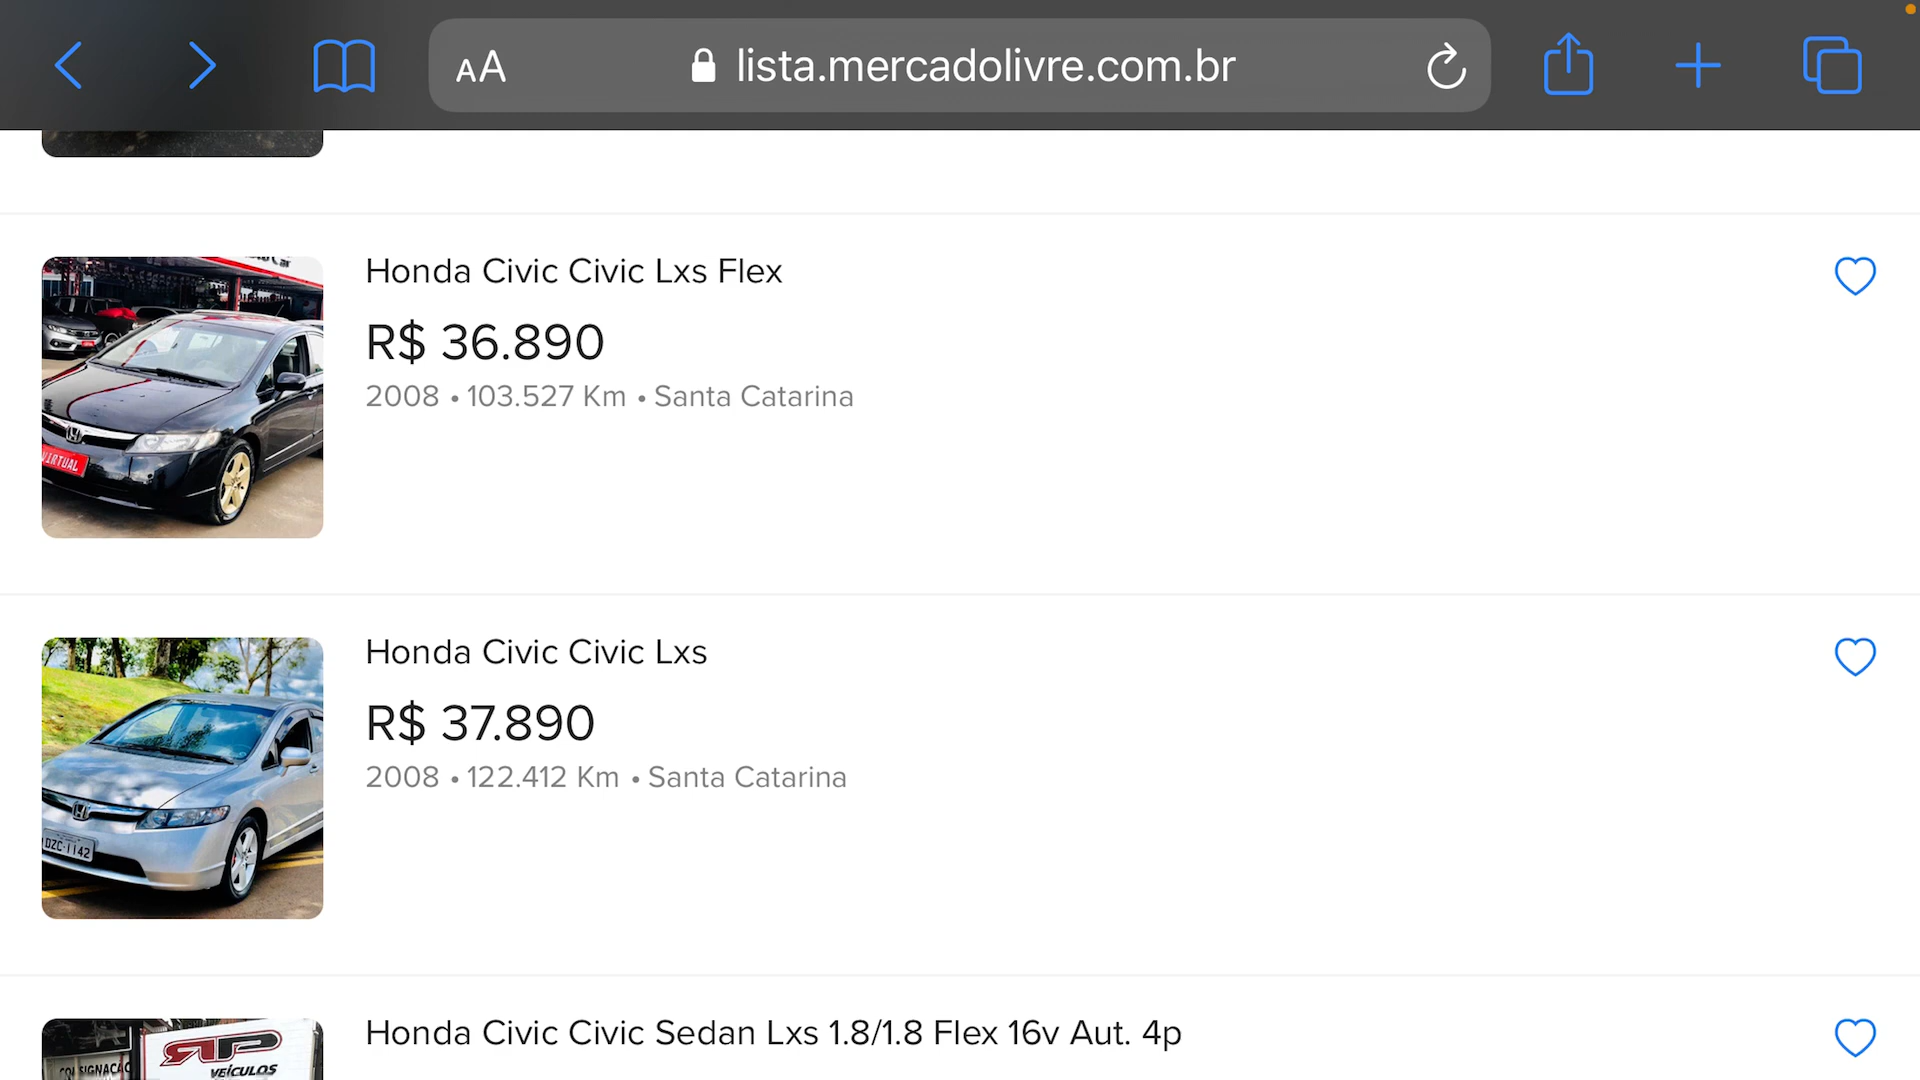 AA lista.mercadolivre.com.br
Honda Civic Civic Lxs Flex
R$ 36.890
2008 • 103.527 Km • Santa Catarina
VIRTUAL
Honda Civic Civic Lxs
R$ 37.890
2008 • 122.412 Km • Santa Catarina
DZC-1142
Honda Civic Civic Sedan Lxs 1.8/1.8 Flex 16v Aut. 4p
RP
VEÍCULOS